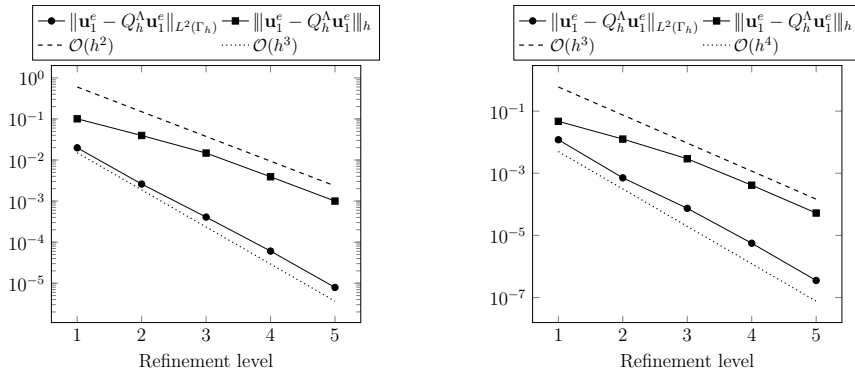 ‖𝐮₁ᵉ − Q_h^Λ 𝐮₁ᵉ‖_{L²(Γ_h)} |||𝐮₁ᵉ − Q_h^Λ 𝐮₁ᵉ|||_h
𝒪(h²) 𝒪(h³)
10⁰
10⁻¹
10⁻²
10⁻³
10⁻⁴
10⁻⁵
1 2 3 4 5
Refinement level
‖𝐮₁ᵉ − Q_h^Λ 𝐮₁ᵉ‖_{L²(Γ_h)} |||𝐮₁ᵉ − Q_h^Λ 𝐮₁ᵉ|||_h
𝒪(h³) 𝒪(h⁴)
10⁻¹
10⁻³
10⁻⁵
10⁻⁷
1 2 3 4 5
Refinement level